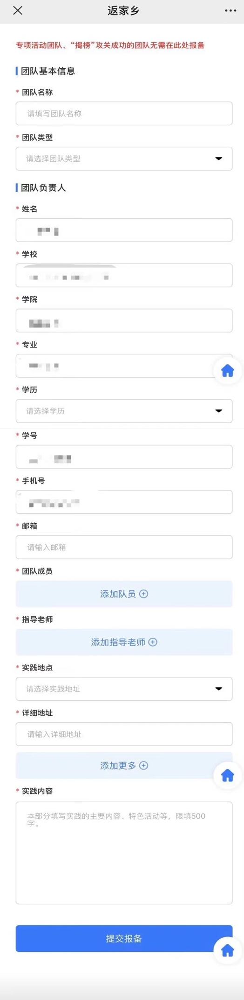 返家乡
专项活动团队、“揭榜”攻关成功的团队无需在此处报备
团队基本信息
* 团队名称
请填写团队名称
* 团队类型
请选择团队类型
团队负责人
* 姓名
* 学校
* 学院
* 专业
* 学历
请选择学历
* 学号
* 手机号
* 邮箱
请输入邮箱
* 团队成员
添加队员
* 指导老师
添加指导老师
* 实践地点
请选择实践地址
* 详细地址
请输入详细地址
添加更多
* 实践内容
本部分填写实践的主要内容、特色活动等，限填500
字。
提交报备